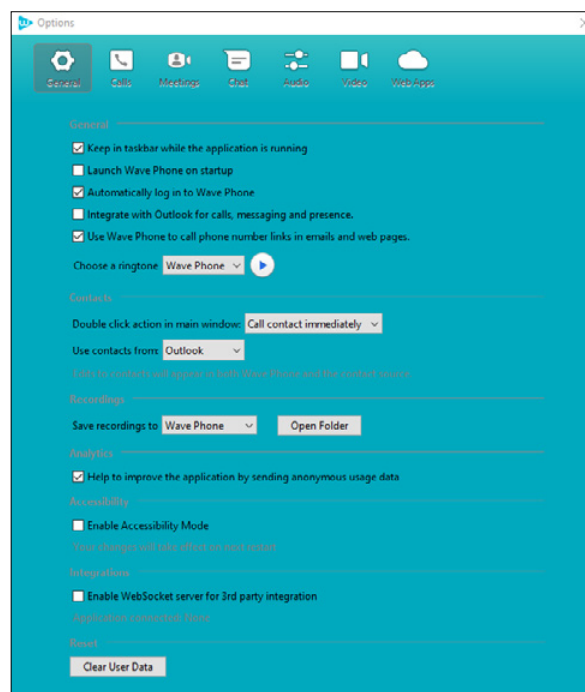 Options
General Calls Meetings Chat Audio Video Web Apps
General
Keep in taskbar while the application is running
Launch Wave Phone on startup
Automatically log in to Wave Phone
Integrate with Outlook for calls, messaging and presence.
Use Wave Phone to call phone number links in emails and web pages.
Choose a ringtone Wave Phone
Contacts
Double click action in main window: Call contact immediately
Use contacts from: Outlook
Edits to contacts will appear in both Wave Phone and the contact source
Recordings
Save recordings to Wave Phone Open Folder
Analytics
Help to improve the application by sending anonymous usage data
Accessibility
Enable Accessibility Mode
Your changes will take effect on next restart
Integrations
Enable WebSocket server for 3rd party integration
Application connected: None
Reset
Clear User Data